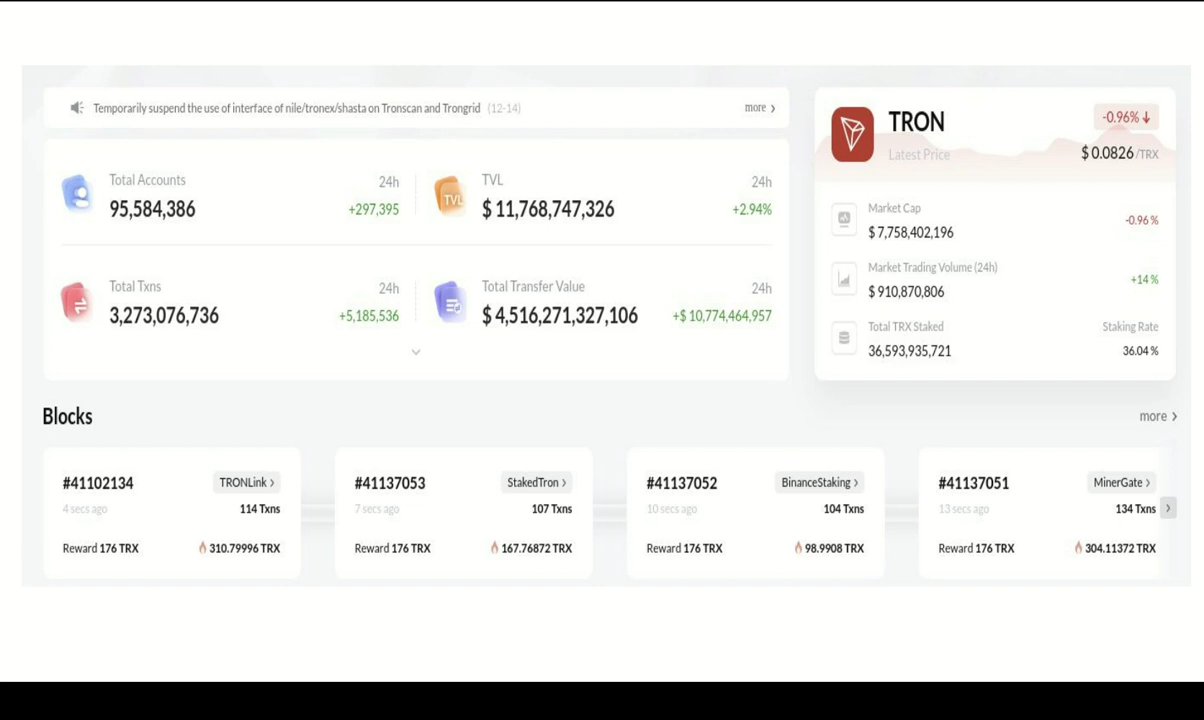 Temporarily suspend the use of interface of nile/tronex/shasta on Tronscan and Trongrid (12-14) more >
Total Accounts 24h
95,584,386 +297,395
TVL 24h
TVL
$ 11,768,747,326 +2.94%
Total Txns 24h
3,273,076,736 +5,185,536
Total Transfer Value 24h
$ 4,516,271,327,106 +$ 10,774,464,957
TRON -0.96% ↓
Latest Price $ 0.0826 /TRX
Market Cap
$ 7,758,402,196 -0.96 %
Market Trading Volume (24h)
$ 910,870,806 +14 %
Total TRX Staked Staking Rate
36,593,935,721 36.04 %
Blocks more >
#41102134 TRONLink >
4 secs ago 114 Txns
Reward 176 TRX 310.79996 TRX
#41137053 StakedTron >
7 secs ago 107 Txns
Reward 176 TRX 167.76872 TRX
#41137052 BinanceStaking >
10 secs ago 104 Txns
Reward 176 TRX 98.9908 TRX
#41137051 MinerGate >
13 secs ago 134 Txns
Reward 176 TRX 304.11372 TRX